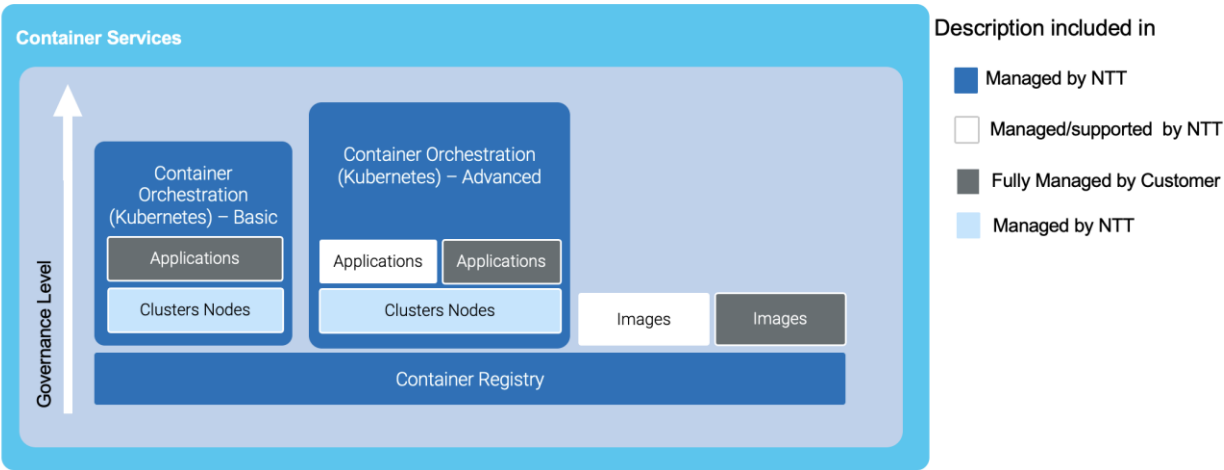 Container Services
Description included in
Managed by NTT
Managed/supported by NTT
Fully Managed by Customer
Managed by NTT
Governance Level
Container
Orchestration
(Kubernetes) – Basic
Applications
Clusters Nodes
Container Orchestration
(Kubernetes) – Advanced
Applications
Applications
Clusters Nodes
Images
Images
Container Registry